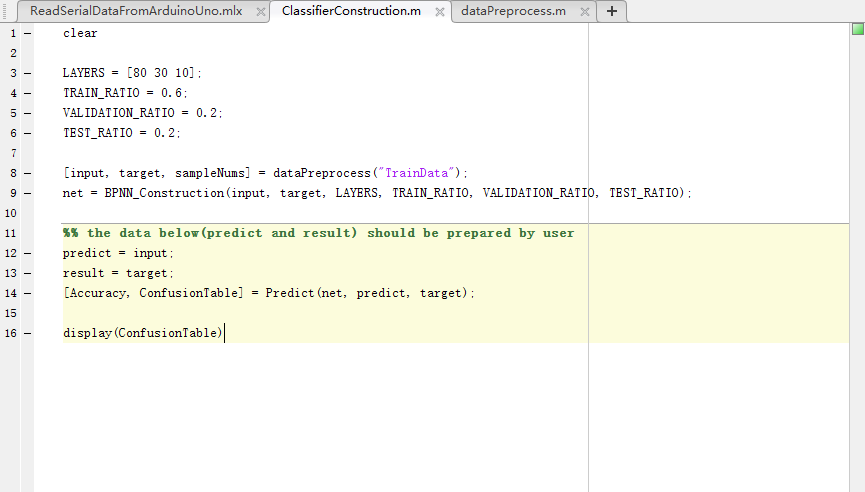 ReadSerialDataFromArduinoUno.mlx ClassifierConstruction.m dataPreprocess.m
1 clear
2
3 LAYERS = [80 30 10];
4 TRAIN_RATIO = 0.6;
5 VALIDATION_RATIO = 0.2;
6 TEST_RATIO = 0.2;
7
8 [input, target, sampleNums] = dataPreprocess("TrainData");
9 net = BPNN_Construction(input, target, LAYERS, TRAIN_RATIO, VALIDATION_RATIO, TEST_RATIO);
10
11 %% the data below(predict and result) should be prepared by user
12 predict = input;
13 result = target;
14 [Accuracy, ConfusionTable] = Predict(net, predict, target);
15
16 display(ConfusionTable)